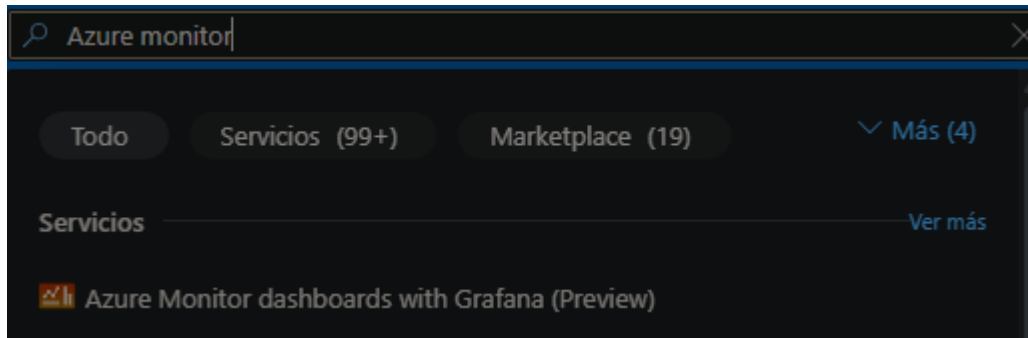 Azure monitor
Todo Servicios (99+) Marketplace (19) Más (4)
Servicios Ver más
Azure Monitor dashboards with Grafana (Preview)